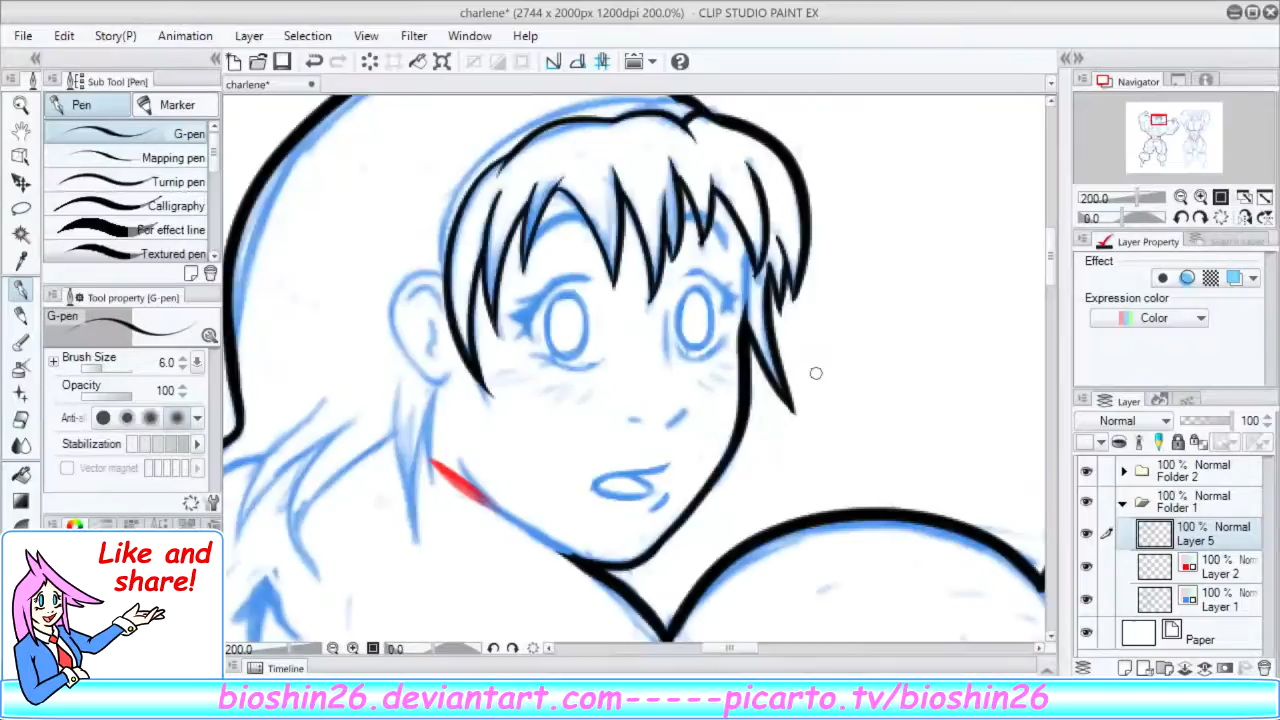 charlene* (2744 x 2000px 1200dpi 200.0%) - CLIP STUDIO PAINT EX
File Edit Story(P) Animation Layer Selection View Filter Window Help
Sub Tool [Pen]
charlene*
Navigator
Pen
Marker
G-pen
Mapping pen
Turnip pen
Calligraphy
For effect line
Textured pen
200.0
0.0
Layer Property
Effect
Tool property [G-pen]
G-pen
Expression color
Color
Brush Size 6.0
Opacity 100
Stabilization
Vector magnet
Layer
Normal 100
100 % Normal
Folder 2
100 % Normal
Folder 1
100 % Normal
Layer 5
100 %
Layer 2
100 %
Layer 1
Paper
200.0 0.0
Timeline
Like and
share!
bioshin26.deviantart.com-----picarto.tv/bioshin26